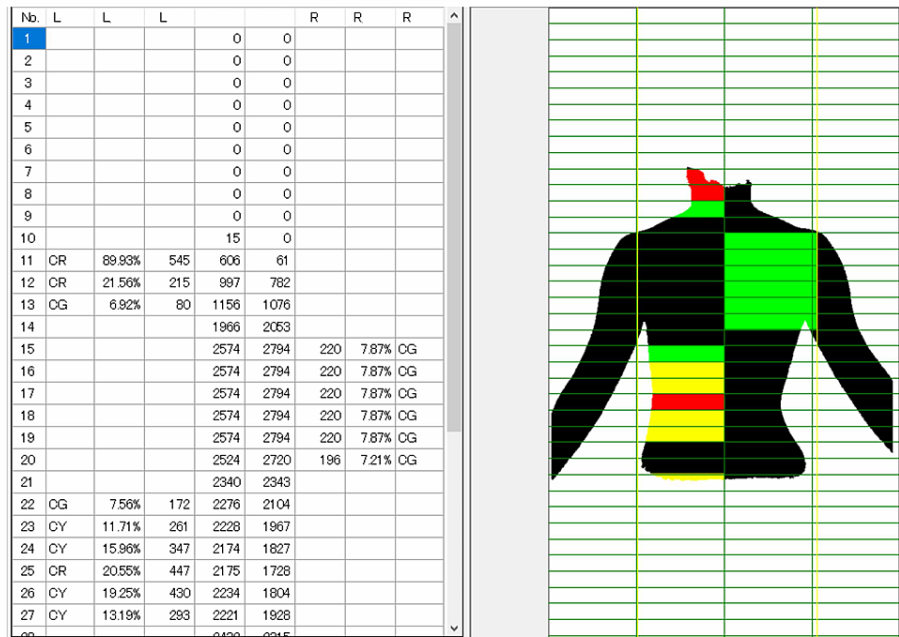 No. L L L R R R
1 0 0
2 0 0
3 0 0
4 0 0
5 0 0
6 0 0
7 0 0
8 0 0
9 0 0
10 15 0
11 CR 89.93% 545 606 61
12 CR 21.56% 215 997 782
13 CG 6.92% 80 1156 1076
14 1966 2053
15 2574 2794 220 7.87% CG
16 2574 2794 220 7.87% CG
17 2574 2794 220 7.87% CG
18 2574 2794 220 7.87% CG
19 2574 2794 220 7.87% CG
20 2524 2720 196 7.21% CG
21 2340 2343
22 CG 7.56% 172 2276 2104
23 CY 11.71% 261 2228 1967
24 CY 15.96% 347 2174 1827
25 CR 20.55% 447 2175 1728
26 CY 19.25% 430 2234 1804
27 CY 13.19% 293 2221 1928